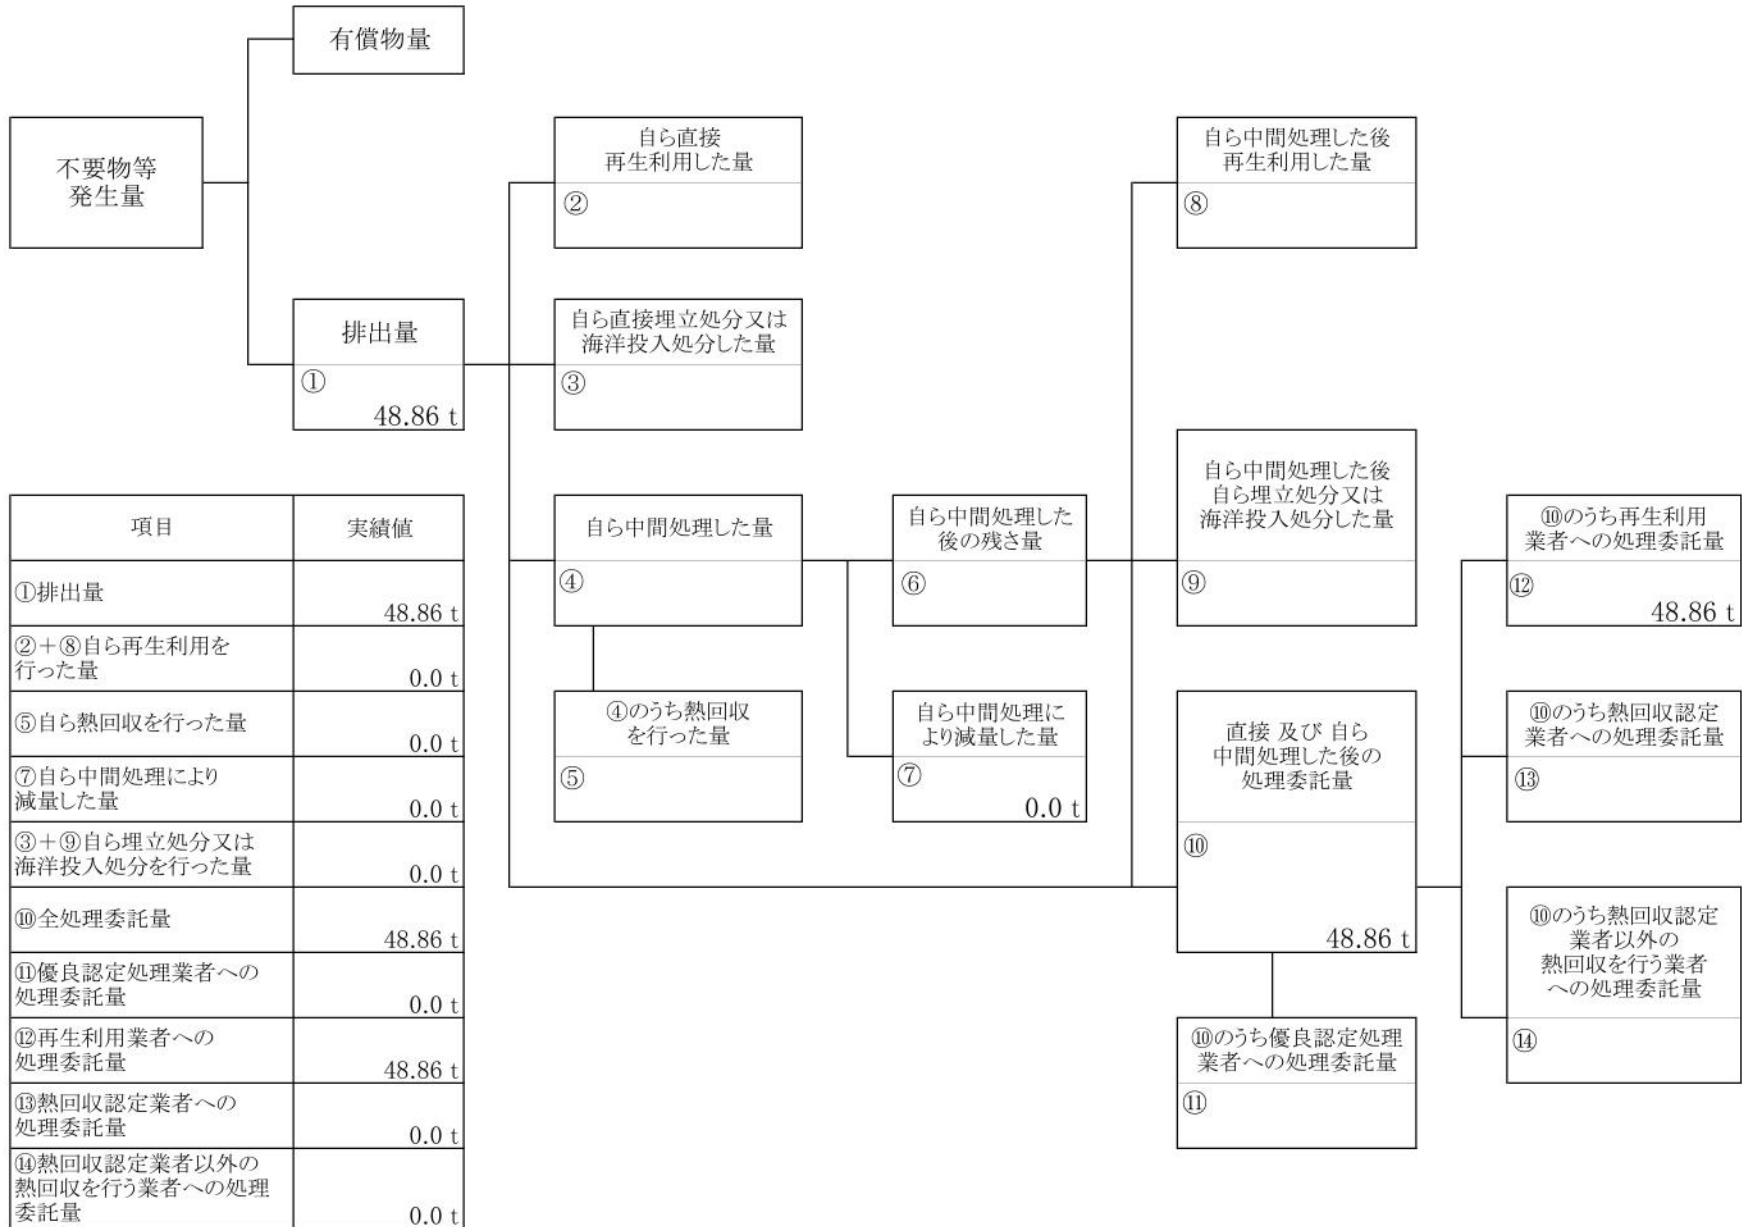 有償物量
不要物等
発生量
自ら直接
再生利用した量
②
自ら中間処理した後
再生利用した量
⑧
排出量
①
48.86 t
自ら直接埋立処分又は
海洋投入処分した量
③
自ら中間処理した量
④
自ら中間処理した
後の残さ量
⑥
自ら中間処理した後
自ら埋立処分又は
海洋投入処分した量
⑨
⑩のうち再生利用
業者への処理委託量
⑫
48.86 t
④のうち熱回収
を行った量
⑤
自ら中間処理に
より減量した量
⑦
0.0 t
直接 及び 自ら
中間処理した後の
処理委託量
⑩
48.86 t
⑩のうち熱回収認定
業者への処理委託量
⑬
⑩のうち熱回収認定
業者以外の
熱回収を行う業者
への処理委託量
⑭
⑩のうち優良認定処理
業者への処理委託量
⑪
項目 実績値
①排出量
48.86 t
②+⑧自ら再生利用を
行った量
0.0 t
⑤自ら熱回収を行った量
0.0 t
⑦自ら中間処理により
減量した量
0.0 t
③+⑨自ら埋立処分又は
海洋投入処分を行った量
0.0 t
⑩全処理委託量
48.86 t
⑪優良認定処理業者への
処理委託量
0.0 t
⑫再生利用業者への
処理委託量
48.86 t
⑬熱回収認定業者への
処理委託量
0.0 t
⑭熱回収認定業者以外の
熱回収を行う業者への処理
委託量
0.0 t